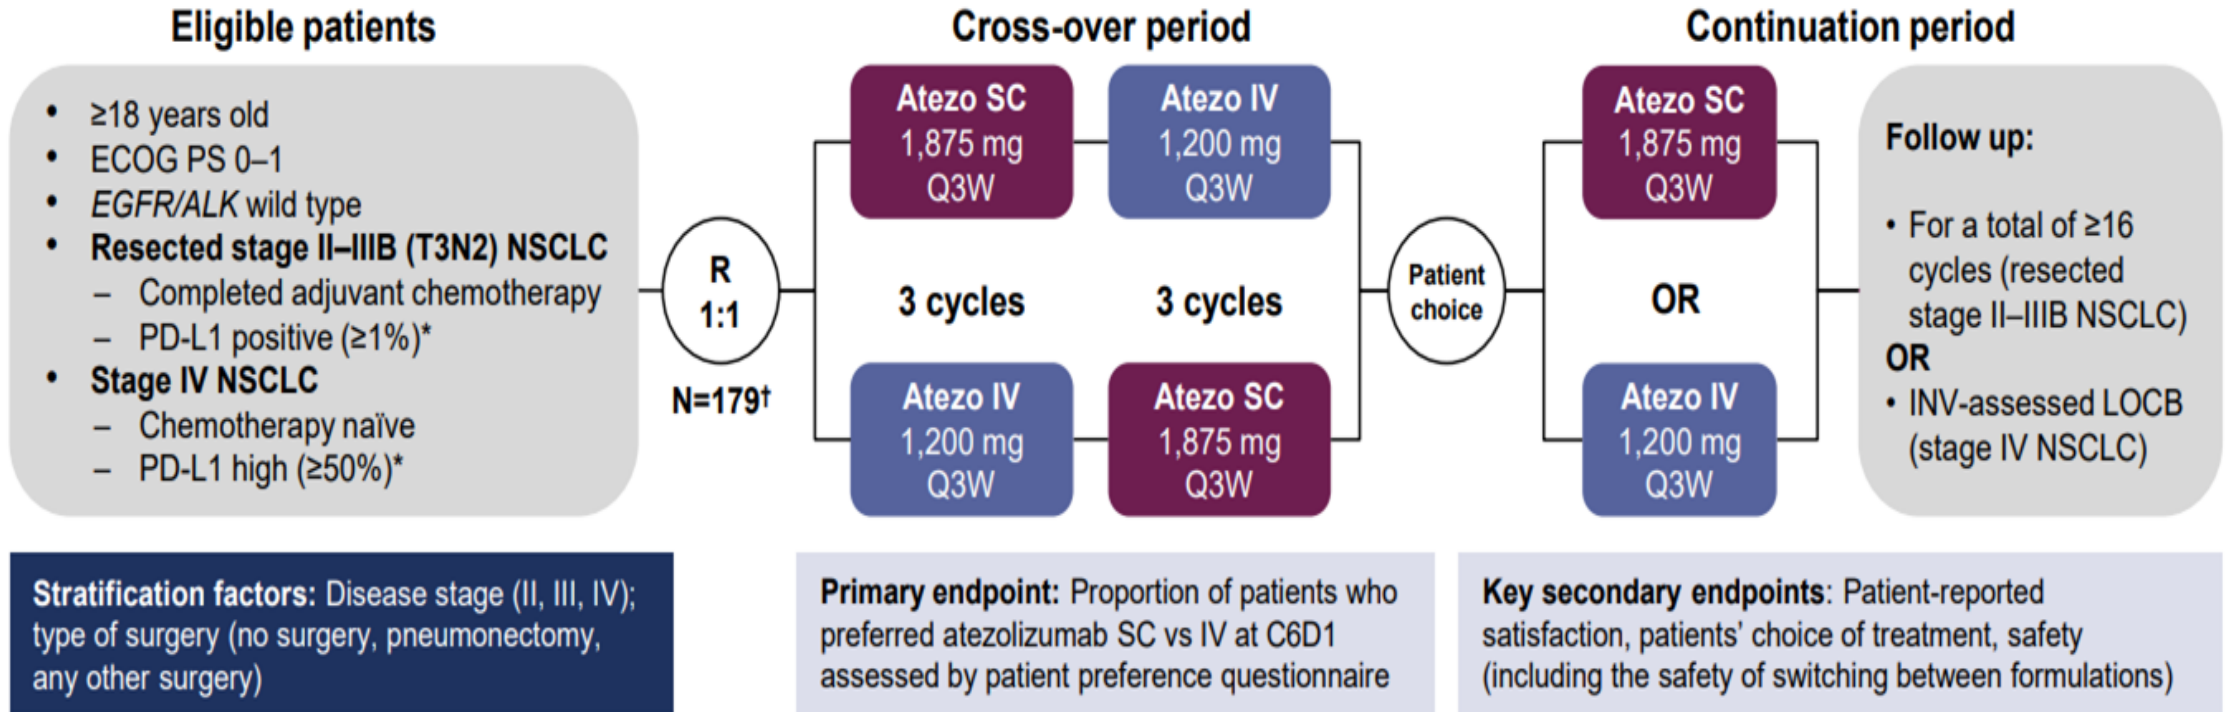 Eligible patients
• ≥18 years old
• ECOG PS 0–1
• EGFR/ALK wild type
• Resected stage II–IIIB (T3N2) NSCLC
– Completed adjuvant chemotherapy
– PD-L1 positive (≥1%)*
• Stage IV NSCLC
– Chemotherapy naïve
– PD-L1 high (≥50%)*
R
1:1
N=179†
Cross-over period
Atezo SC
1,875 mg
Q3W
Atezo IV
1,200 mg
Q3W
3 cycles
3 cycles
Atezo IV
1,200 mg
Q3W
Atezo SC
1,875 mg
Q3W
Patient
choice
Continuation period
Atezo SC
1,875 mg
Q3W
OR
Atezo IV
1,200 mg
Q3W
Follow up:
• For a total of ≥16
cycles (resected
stage II–IIIB NSCLC)
OR
• INV-assessed LOCB
(stage IV NSCLC)
Stratification factors: Disease stage (II, III, IV);
type of surgery (no surgery, pneumonectomy,
any other surgery)
Primary endpoint: Proportion of patients who
preferred atezolizumab SC vs IV at C6D1
assessed by patient preference questionnaire
Key secondary endpoints: Patient-reported
satisfaction, patients’ choice of treatment, safety
(including the safety of switching between formulations)